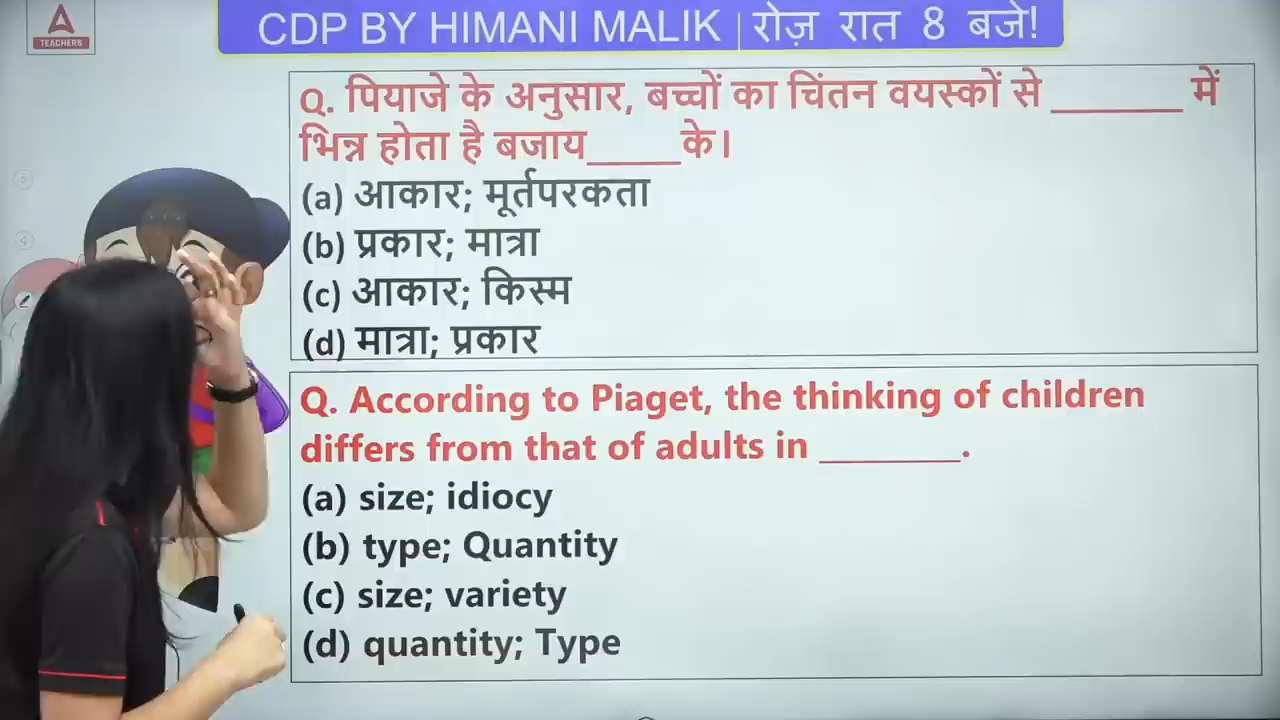 A
TEACHERS
CDP BY HIMANI MALIK | रोज़ रात 8 बजे!
Q. पियाजे के अनुसार, बच्चों का चिंतन वयस्कों से _______ में
भिन्न होता है बजाय_____के।
(a) आकार; मूर्तपरकता
(b) प्रकार; मात्रा
(c) आकार; किस्म
(d) मात्रा; प्रकार
Q. According to Piaget, the thinking of children
differs from that of adults in ________.
(a) size; idiocy
(b) type; Quantity
(c) size; variety
(d) quantity; Type